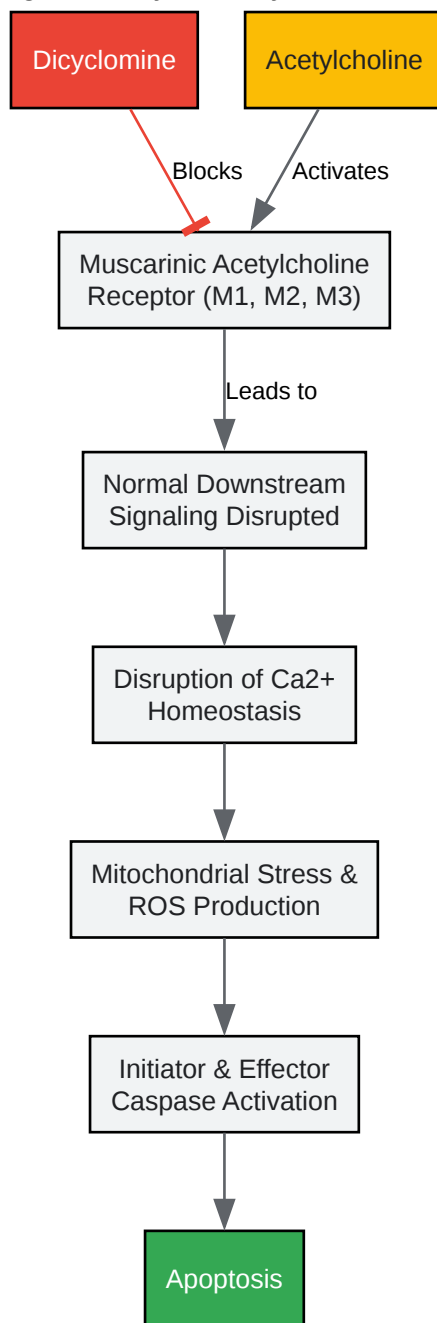 Dicyclomine
Acetylcholine
Blocks
Activates
Muscarinic Acetylcholine
Receptor (M1, M2, M3)
Leads to
Normal Downstream
Signaling Disrupted
Disruption of Ca2+
Homeostasis
Mitochondrial Stress &
ROS Production
Initiator & Effector
Caspase Activation
Apoptosis